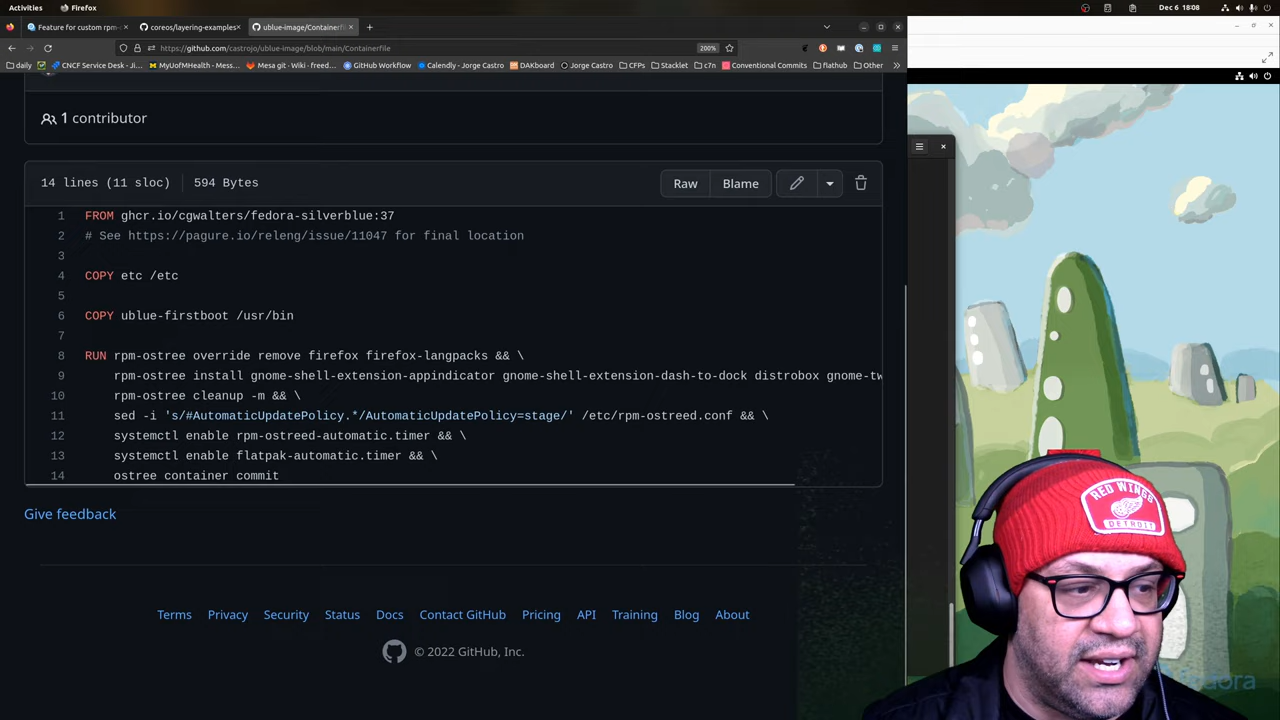 Activities
Firefox
Dec 6 18:08
Feature for custom rpm-
coreos/layering-examples
ublue-image/Containerfi
https://github.com/castrojo/ublue-image/blob/main/Containerfile
200%
daily
CNCF Service Desk - Ji...
MyUofMHealth - Mess...
Mesa git · Wiki · freed...
GitHub Workflow
Calendly - Jorge Castro
DAKboard
Jorge Castro
CFPs
Stacklet
c7n
Conventional Commits
flathub
Other
1 contributor
14 lines (11 sloc) 594 Bytes
Raw
Blame
1 FROM ghcr.io/cgwalters/fedora-silverblue:37
2 # See https://pagure.io/releng/issue/11047 for final location
3
4 COPY etc /etc
5
6 COPY ublue-firstboot /usr/bin
7
8 RUN rpm-ostree override remove firefox firefox-langpacks && \
9 rpm-ostree install gnome-shell-extension-appindicator gnome-shell-extension-dash-to-dock distrobox gnome-tw
10 rpm-ostree cleanup -m && \
11 sed -i 's/#AutomaticUpdatePolicy.*/AutomaticUpdatePolicy=stage/' /etc/rpm-ostreed.conf && \
12 systemctl enable rpm-ostreed-automatic.timer && \
13 systemctl enable flatpak-automatic.timer && \
14 ostree container commit
Give feedback
Terms Privacy Security Status Docs Contact GitHub Pricing API Training Blog About
© 2022 GitHub, Inc.
RED WINGS
DETROIT
fedora